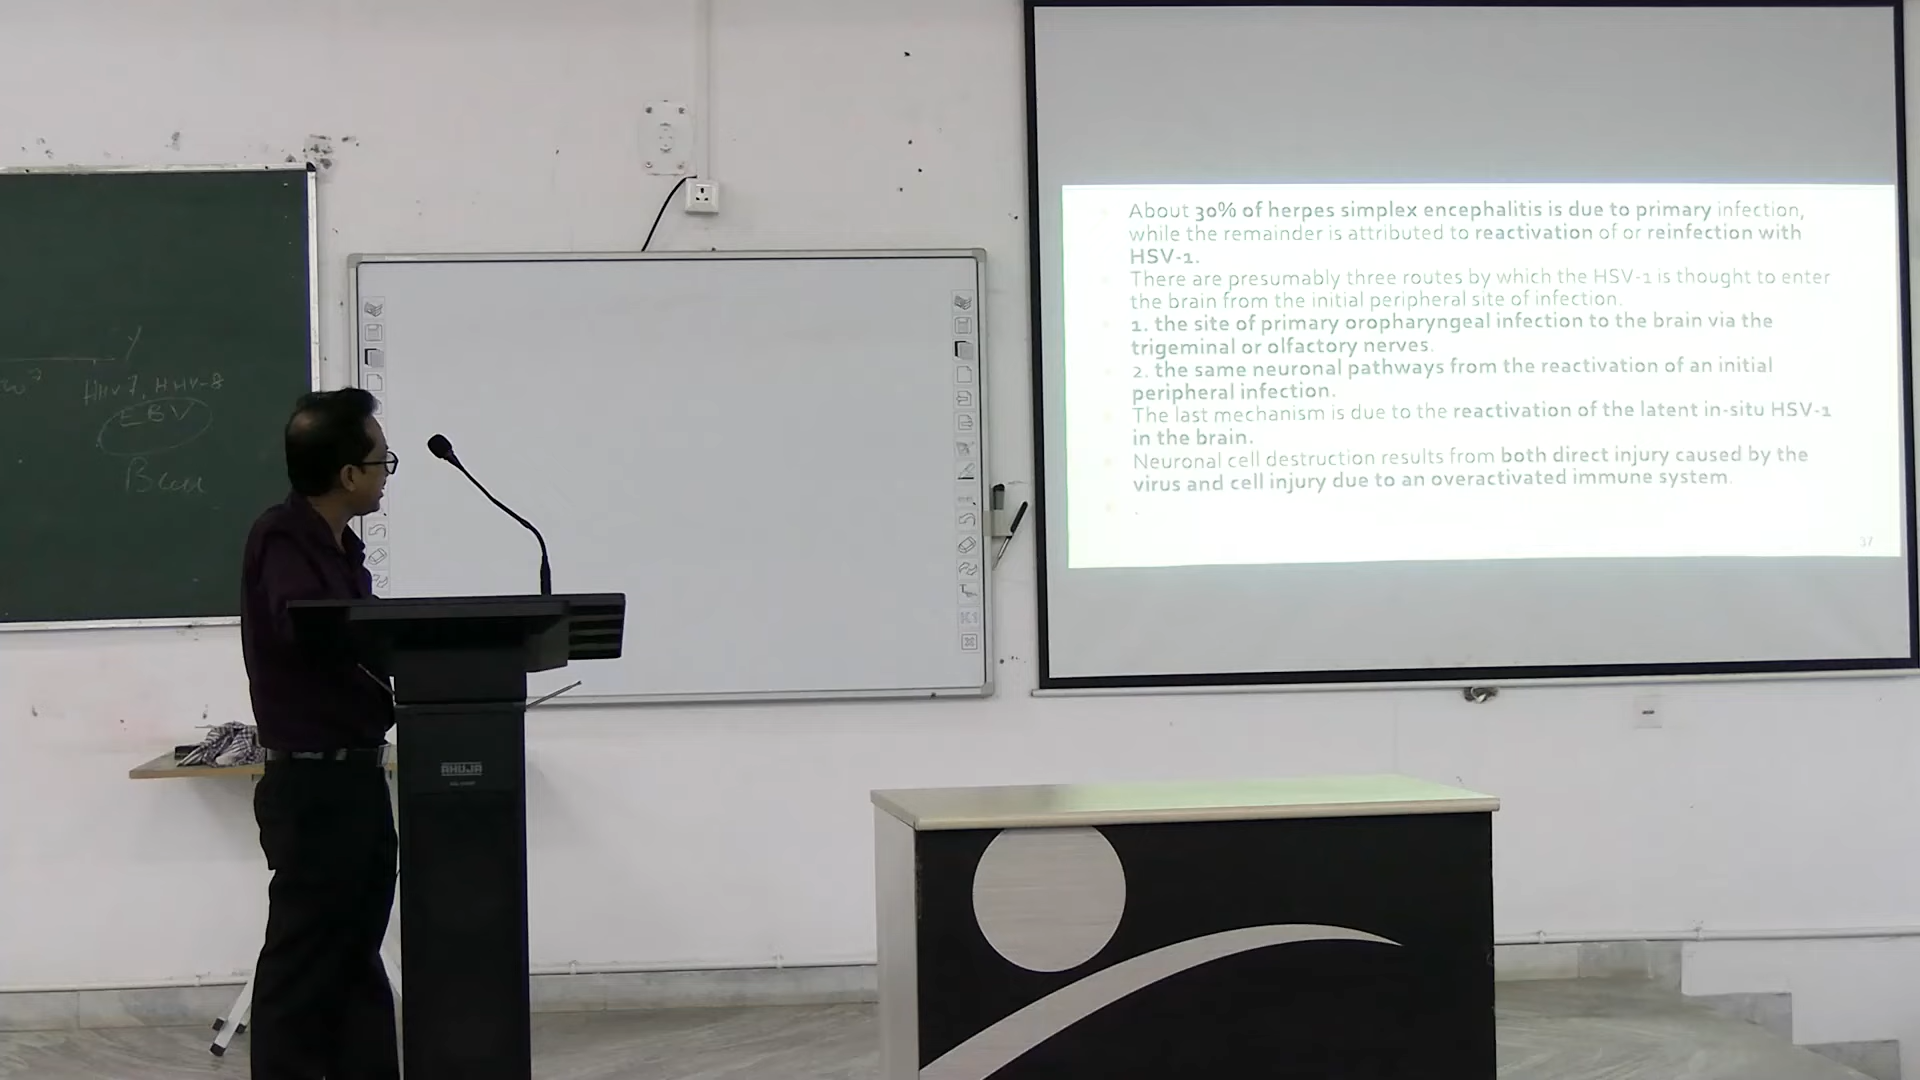 HHV 7, HHV-8
EBV
AHUJA
About 30% of herpes simplex encephalitis is due to primary infection,
while the remainder is attributed to reactivation of or reinfection with
HSV-1.
There are presumably three routes by which the HSV-1 is thought to enter
the brain from the initial peripheral site of infection.
1. the site of primary oropharyngeal infection to the brain via the
trigeminal or olfactory nerves.
2. the same neuronal pathways from the reactivation of an initial
peripheral infection.
The last mechanism is due to the reactivation of the latent in-situ HSV-1
in the brain.
Neuronal cell destruction results from both direct injury caused by the
virus and cell injury due to an overactivated immune system.
.
37